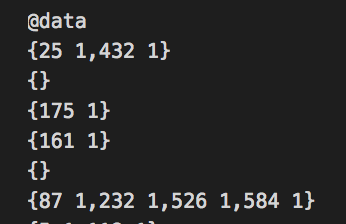 @data
{25 1,432 1}
{}
{175 1}
{161 1}
{}
{87 1,232 1,526 1,584 1}